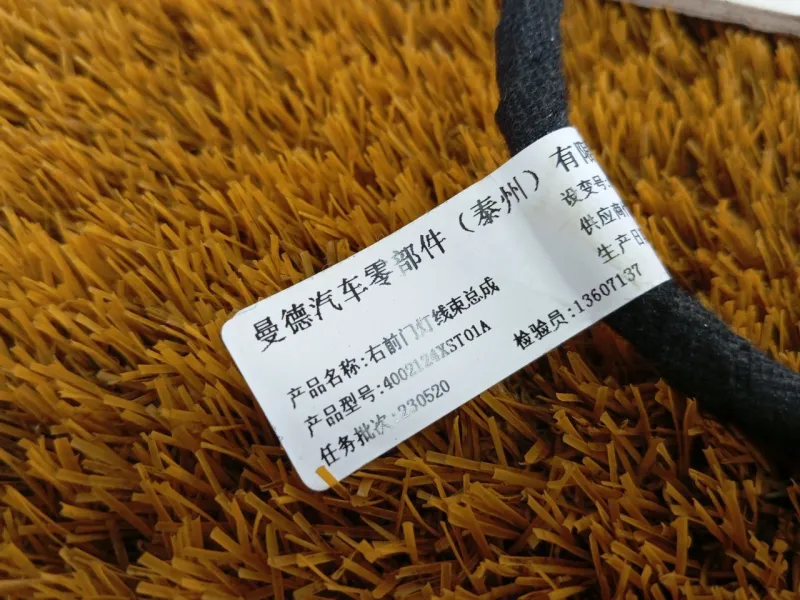 曼德汽车零部件（泰州）有限
设变号
产品名称:右前门灯线束总成
供应商
产品型号:4002124XST01A
生产日
任务批次:230520
检验员:13607137